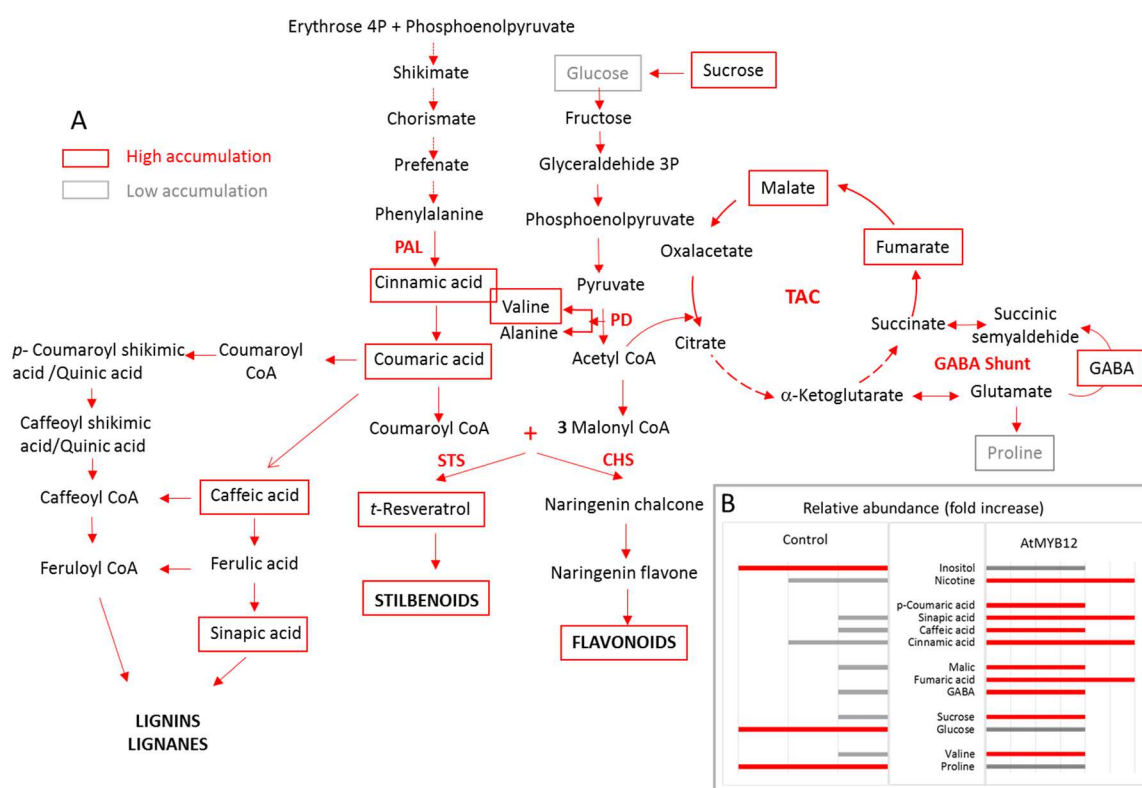 Erythrose 4P + Phosphoenolpyruvate
Shikimate
Chorismate
Prefenate
Phenylalanine
PAL
Cinnamic acid
Coumaric acid
Coumaroyl CoA
A
High accumulation
Low accumulation
Glucose
Sucrose
Fructose
Glyceraldehide 3P
Phosphoenolpyruvate
Pyruvate
Valine
Alanine
PD
Acetyl CoA
3 Malonyl CoA
+
STS
CHS
Malate
Oxalacetate
Fumarate
TAC
Citrate
Succinate
Succinic
semyaldehide
GABA Shunt
GABA
α-Ketoglutarate
Glutamate
Proline
p- Coumaroyl shikimic
acid /Quinic acid
Coumaroyl
CoA
Caffeoyl shikimic
acid/Quinic acid
Caffeoyl CoA
Caffeic acid
Feruloyl CoA
Ferulic acid
Sinapic acid
LIGNINS
LIGNANES
t-Resveratrol
STILBENOIDS
Naringenin chalcone
Naringenin flavone
FLAVONOIDS
B
Relative abundance (fold increase)
Control
AtMYB12
Inositol
Nicotine
p-Coumaric acid
Sinapic acid
Caffeic acid
Cinnamic acid
Malic
Fumaric acid
GABA
Sucrose
Glucose
Valine
Proline